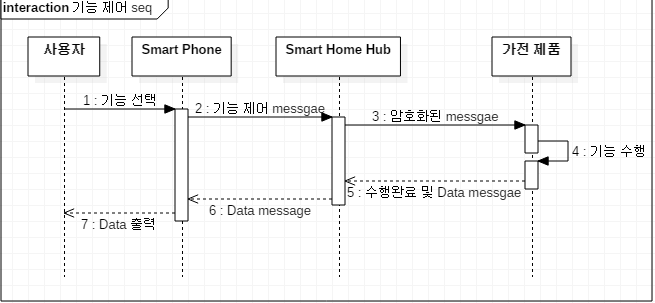 interaction 기능 제어 seq
사용자
Smart Phone
Smart Home Hub
가전 제품
1 : 기능 선택
2 : 기능 제어 messgae
3 : 암호화된 messgae
4 : 기능 수행
5 : 수행완료 및 Data messgae
6 : Data message
7 : Data 출력